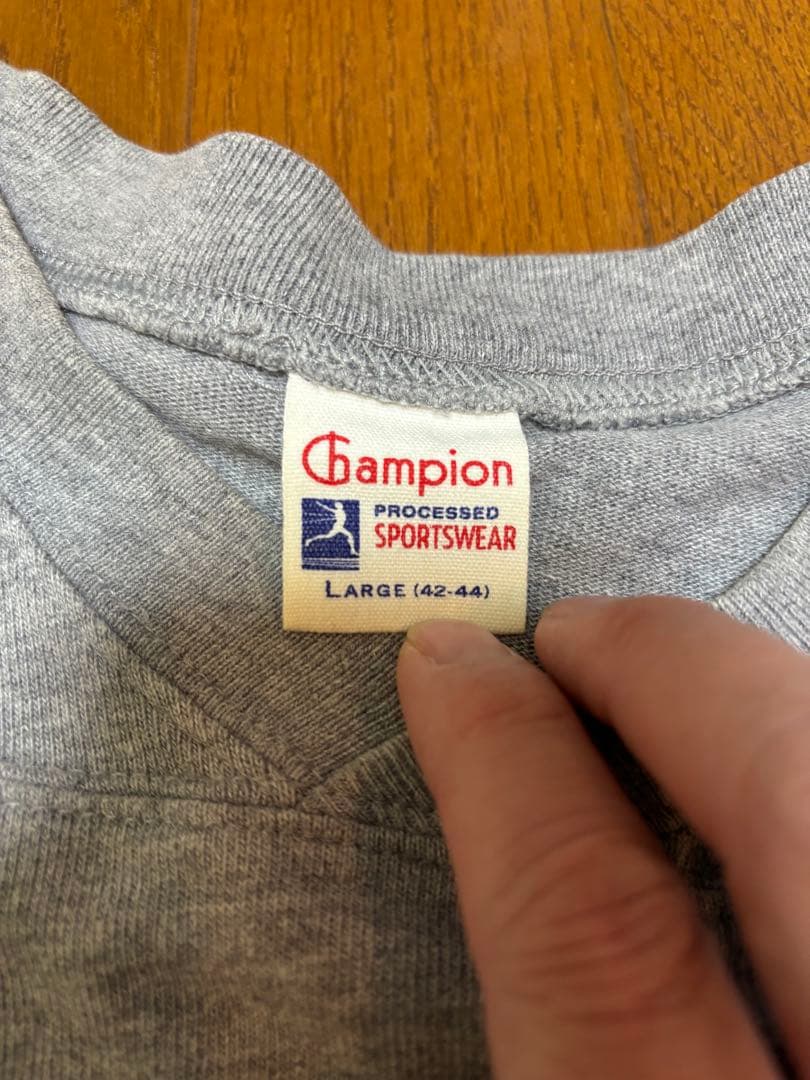 Champion
PROCESSED
SPORTSWEAR
LARGE (42-44)